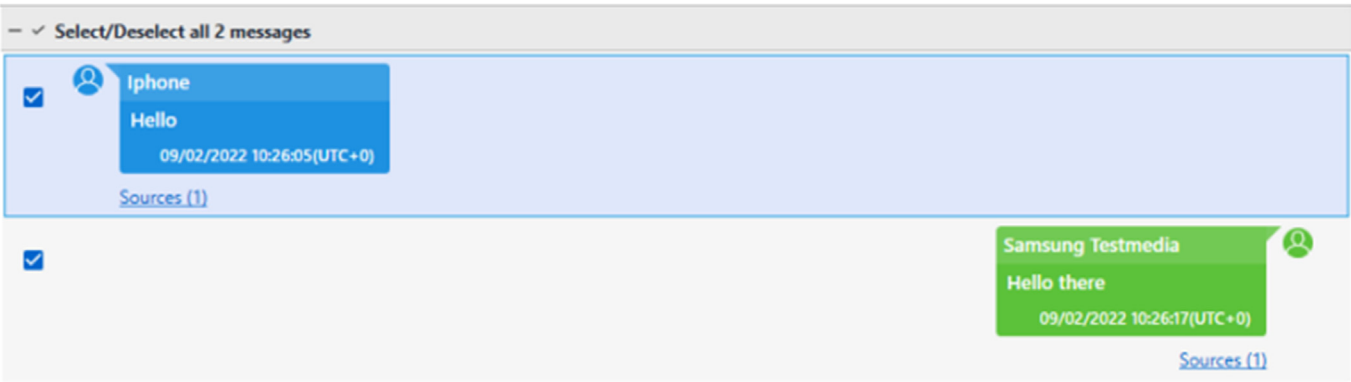 Select/Deselect all 2 messages
Iphone
Hello
09/02/2022 10:26:05(UTC+0)
Sources (1)
Samsung Testmedia
Hello there
09/02/2022 10:26:17(UTC+0)
Sources (1)